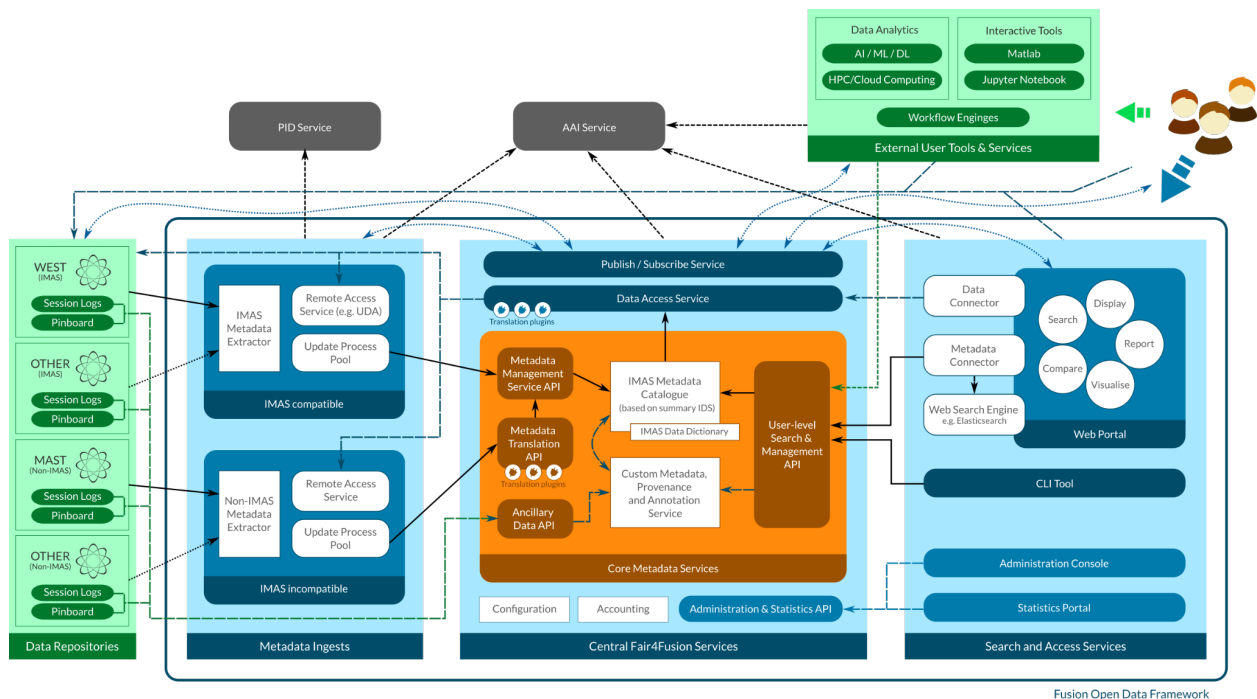 Data Analytics
AI / ML / DL
HPC/Cloud Computing
Interactive Tools
Matlab
Jupyter Notebook
Workflow Enginges
External User Tools & Services
PID Service
AAI Service
WEST
(IMAS)
Session Logs
Pinboard
OTHER
(IMAS)
Session Logs
Pinboard
MAST
(Non-IMAS)
Session Logs
Pinboard
OTHER
(Non-IMAS)
Session Logs
Pinboard
Data Repositories
IMAS
Metadata
Extractor
Remote Access
Service (e.g. UDA)
Update Process
Pool
IMAS compatible
Non-IMAS
Metadata
Extractor
Remote Access
Service
Update Process
Pool
IMAS incompatible
Metadata Ingests
Publish / Subscribe Service
Data Access Service
Translation plugins
Metadata
Management
Service API
Metadata
Translation
API
Translation plugins
Ancillary
Data API
IMAS Metadata
Catalogue
(based on summary IDS)
IMAS Data Dictionary
Custom Metadata,
Provenance
and Annotation
Service
User-level
Search &
Management
API
Core Metadata Services
Configuration
Accounting
Administration & Statistics API
Central Fair4Fusion Services
Data
Connector
Metadata
Connector
Web Search Engine
e.g. Elasticsearch
Search
Display
Report
Compare
Visualise
Web Portal
CLI Tool
Administration Console
Statistics Portal
Search and Access Services
Fusion Open Data Framework